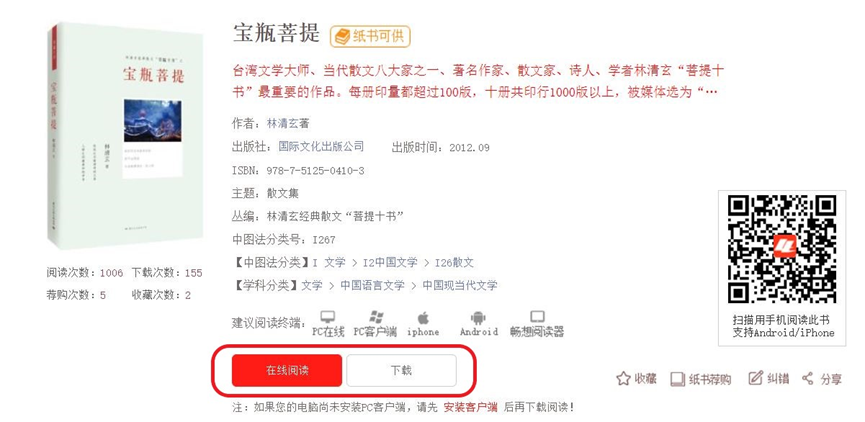 宝瓶菩提
宝瓶菩提
林清玄
宝瓶菩提 纸书可供
台湾文学大师、当代散文八大家之一、著名作家、散文家、诗人、学者林清玄“菩提十
书”最重要的作品。每册印量都超过100版，十册共印行1000版以上，被媒体选为“…
作者：林清玄著
出版社：国际文化出版公司 出版时间：2012.09
ISBN：978-7-5125-0410-3
主题：散文集
丛编：林清玄经典散文“菩提十书”
中图法分类号：I267
【中图法分类】I 文学 > I2中国文学 > I26散文
【学科分类】文学 > 中国语言文学 > 中国现当代文学
阅读次数：1006 下载次数：155
荐购次数：5 收藏次数：2
建议阅读终端：
PC在线 PC客户端 iphone Android 畅想阅读器
在线阅读 下载
注：如果您的电脑尚未安装PC客户端，请先 安装客户端 后再下载阅读！
扫描用手机阅读此书
支持Android/iPhone
收藏 纸书荐购 纠错 分享